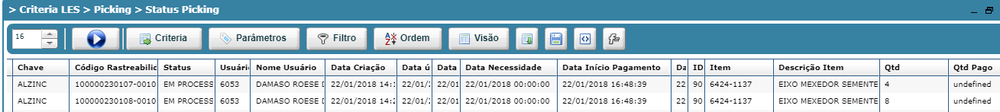 > Criteria LES > Picking > Status Picking
16 Criteria Parâmetros Filtro Ordem Visão
Chave Código Rastreabilid Status Usuári Nome Usuário Data Criação Data ú Data Data Necessidade Data Início Pagamento Da ID Item Descrição Item Qtd Qtd Pago
ALZINC 100000230107-0010 EM PROCESS 6053 DAMASO ROESE D 22/01/2018 14:1 22/01/2 22/01 22/01/2018 00:00:00 22/01/2018 16:48:39 22 90 6424-1137 EIXO MEXEDOR SEMENTE 4 undefined
ALZINC 100000230108-0010 EM PROCESS 6053 DAMASO ROESE D 22/01/2018 14:2 22/01/2 22/01 22/01/2018 00:00:00 22/01/2018 16:48:39 22 90 6424-1137 EIXO MEXEDOR SEMENTE 8 undefined